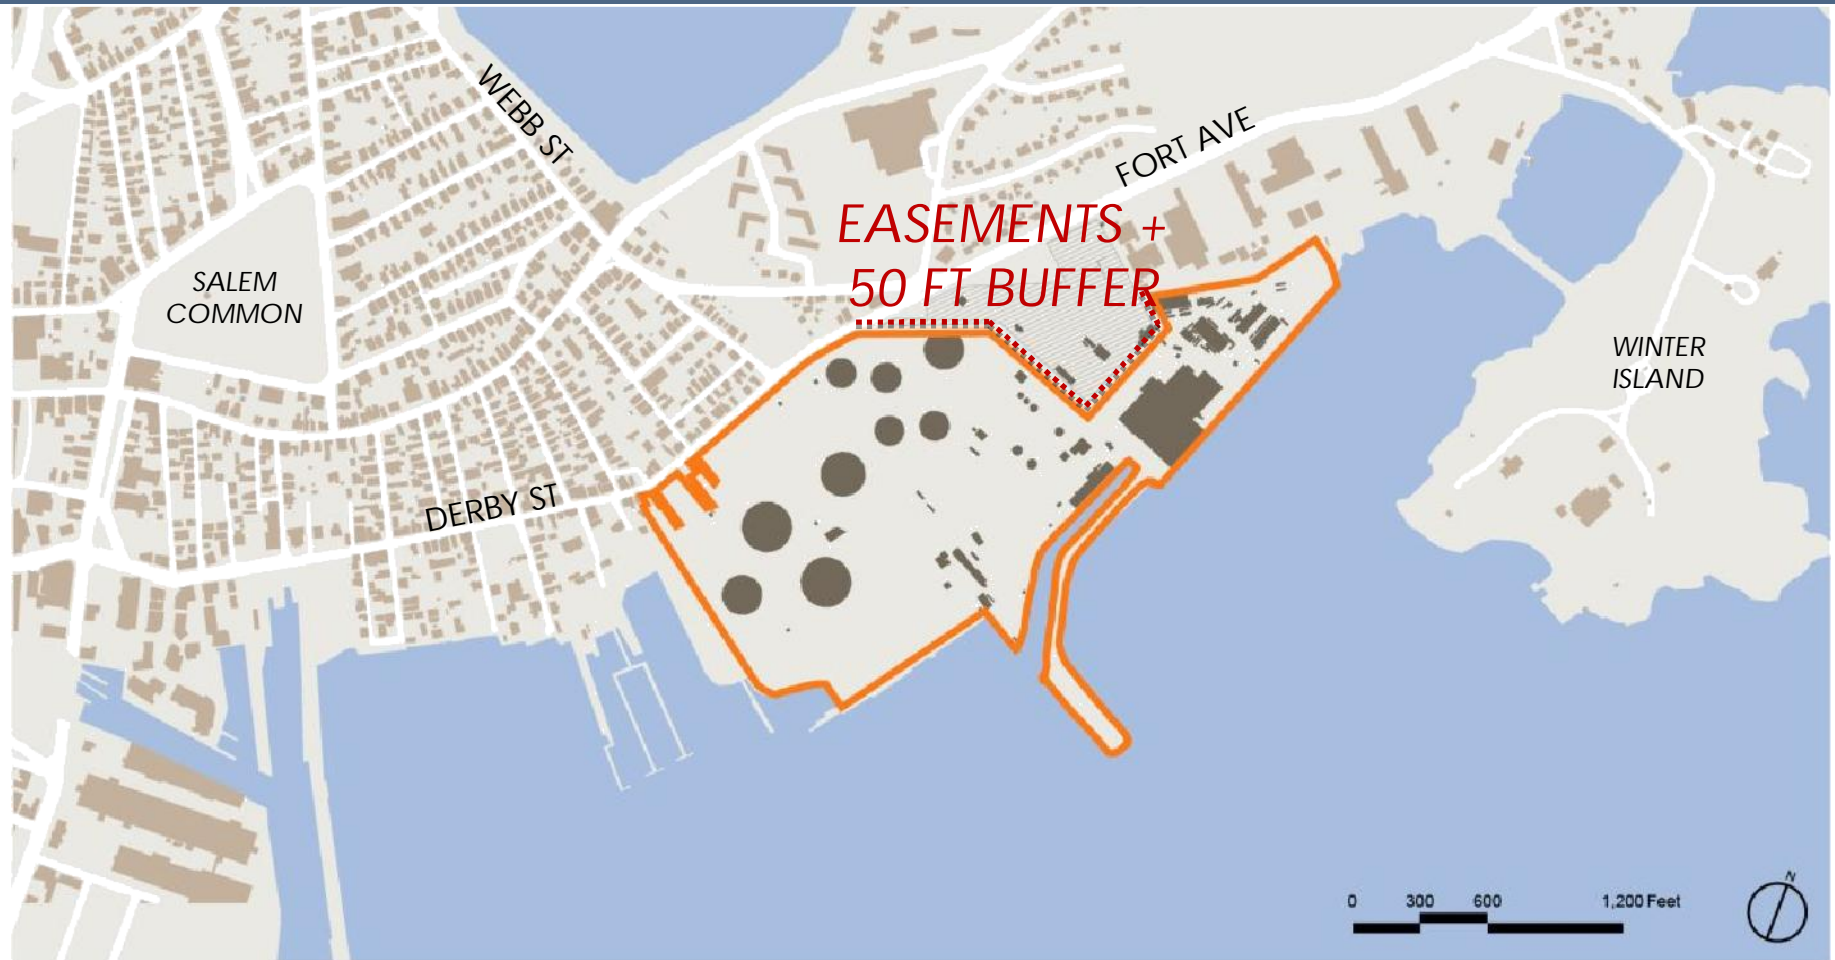 WEBB ST
FORT AVE
EASEMENTS +
50 FT BUFFER
SALEM
COMMON
WINTER
ISLAND
DERBY ST
0 300 600 1,200 Feet
N